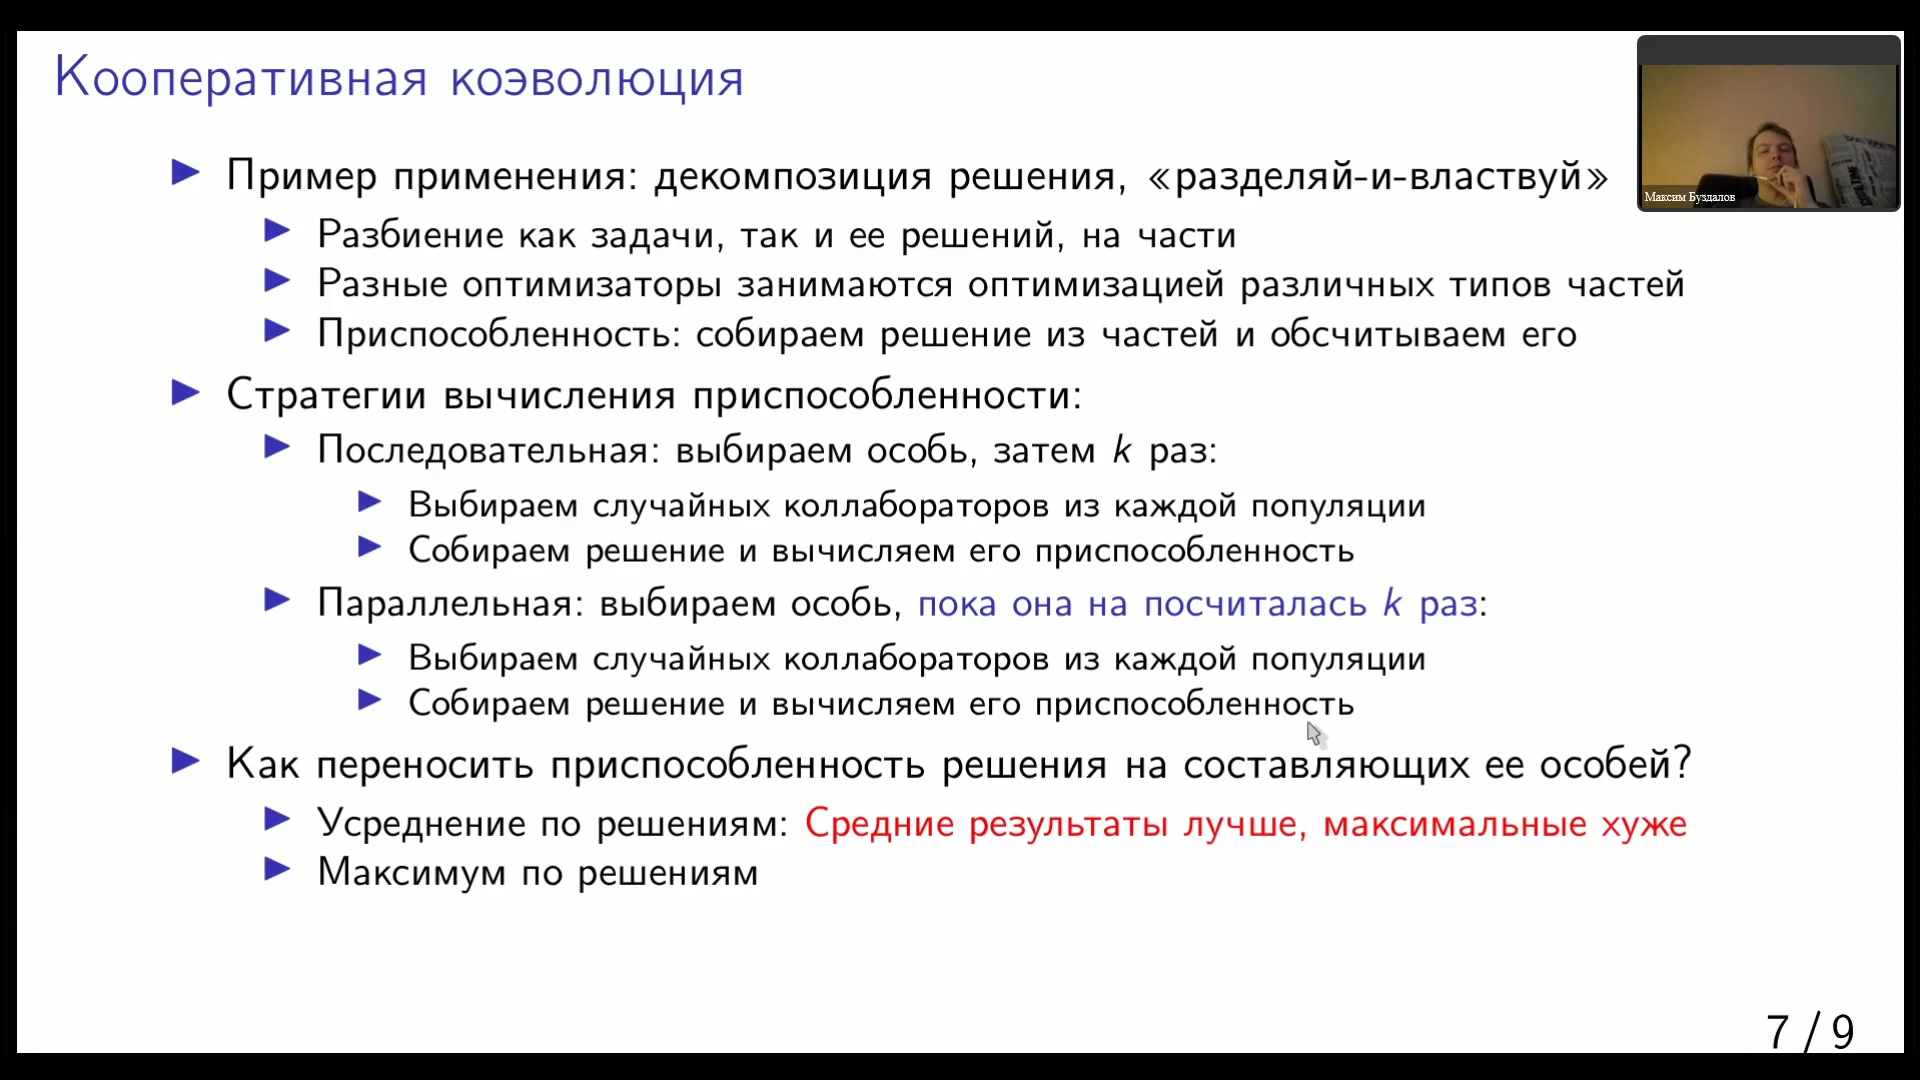 Кооперативная коэволюция
Максим Буздалов
Пример применения: декомпозиция решения, «разделяй-и-властвуй»
Разбиение как задачи, так и ее решений, на части
Разные оптимизаторы занимаются оптимизацией различных типов частей
Приспособленность: собираем решение из частей и обсчитываем его
Стратегии вычисления приспособленности:
Последовательная: выбираем особь, затем k раз:
Выбираем случайных коллабораторов из каждой популяции
Собираем решение и вычисляем его приспособленность
Параллельная: выбираем особь, пока она на посчиталась k раз:
Выбираем случайных коллабораторов из каждой популяции
Собираем решение и вычисляем его приспособленность
Как переносить приспособленность решения на составляющих ее особей?
Усреднение по решениям: Средние результаты лучше, максимальные хуже
Максимум по решениям
7 / 9